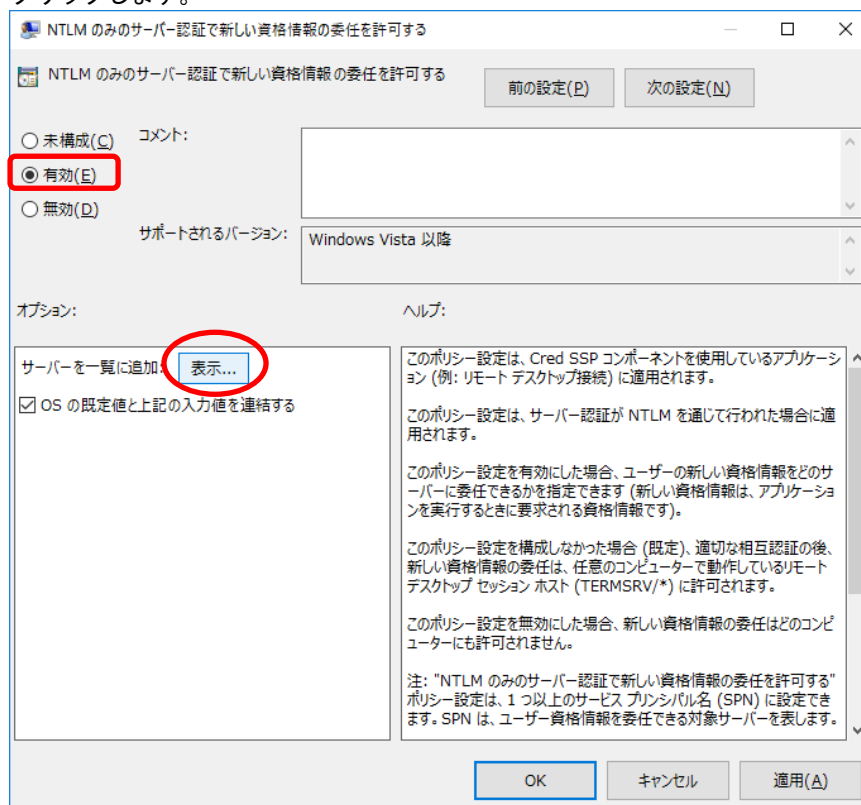 クリックします。
NTLM のみのサーバー認証で新しい資格情報の委任を許可する
NTLM のみのサーバー認証で新しい資格情報の委任を許可する
前の設定(P)
次の設定(N)
未構成(C)
コメント:
有効(E)
無効(D)
サポートされるバージョン:
Windows Vista 以降
オプション:
ヘルプ:
サーバーを一覧に追加:
表示...
OS の既定値と上記の入力値を連結する
このポリシー設定は、Cred SSP コンポーネントを使用しているアプリケーシ
ョン (例: リモート デスクトップ接続) に適用されます。
このポリシー設定は、サーバー認証が NTLM を通じて行われた場合に適
用されます。
このポリシー設定を有効にした場合、ユーザーの新しい資格情報をどのサ
ーバーに委任できるかを指定できます (新しい資格情報は、アプリケーショ
ンを実行するときに要求される資格情報です)。
このポリシー設定を構成しなかった場合 (既定)、適切な相互認証の後、
新しい資格情報の委任は、任意のコンピューターで動作しているリモート
デスクトップ セッション ホスト (TERMSRV/*) に許可されます。
このポリシー設定を無効にした場合、新しい資格情報の委任はどのコンピ
ューターにも許可されません。
注: "NTLM のみのサーバー認証で新しい資格情報の委任を許可する"
ポリシー設定は、1 つ以上のサービス プリンシパル名 (SPN) に設定でき
ます。SPN は、ユーザー資格情報を委任できる対象サーバーを表します。
OK
キャンセル
適用(A)